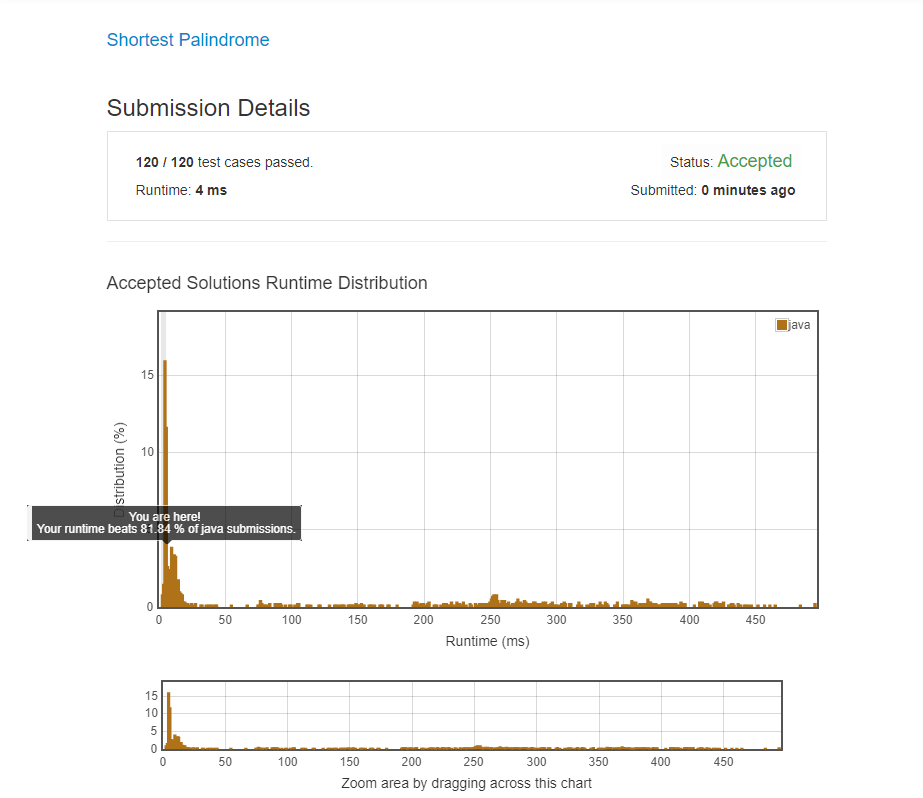 Shortest Palindrome
Submission Details
120 / 120 test cases passed.
Status: Accepted
Runtime: 4 ms
Submitted: 0 minutes ago
Accepted Solutions Runtime Distribution
java
15
10
Distribution (%)
You are here!
Your runtime beats 81.84 % of java submissions.
0
0 50 100 150 200 250 300 350 400 450
Runtime (ms)
15
10
5
0
0 50 100 150 200 250 300 350 400 450
Zoom area by dragging across this chart